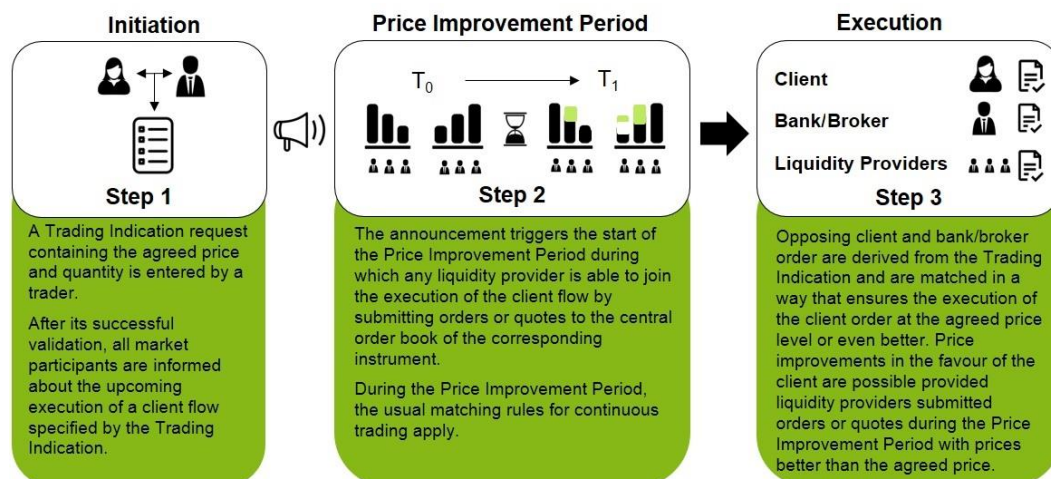 Initiation
Step 1
A Trading Indication request
containing the agreed price
and quantity is entered by a
trader.
After its successful
validation, all market
participants are informed
about the upcoming
execution of a client flow
specified by the Trading
Indication.
Price Improvement Period
T0
T1
Step 2
The announcement triggers the start of
the Price Improvement Period during
which any liquidity provider is able to join
the execution of the client flow by
submitting orders or quotes to the central
order book of the corresponding
instrument.
During the Price Improvement Period,
the usual matching rules for continuous
trading apply.
Execution
Client
Bank/Broker
Liquidity Providers
Step 3
Opposing client and bank/broker
order are derived from the Trading
Indication and are matched in a
way that ensures the execution of
the client order at the agreed price
level or even better. Price
improvements in the favour of the
client are possible provided
liquidity providers submitted
orders or quotes during the Price
Improvement Period with prices
better than the agreed price.